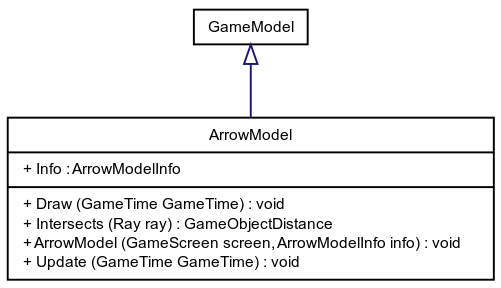 GameModel
ArrowModel
+ Info : ArrowModelInfo
+ Draw (GameTime GameTime) : void
+ Intersects (Ray ray) : GameObjectDistance
+ ArrowModel (GameScreen screen, ArrowModelInfo info) : void
+ Update (GameTime GameTime) : void